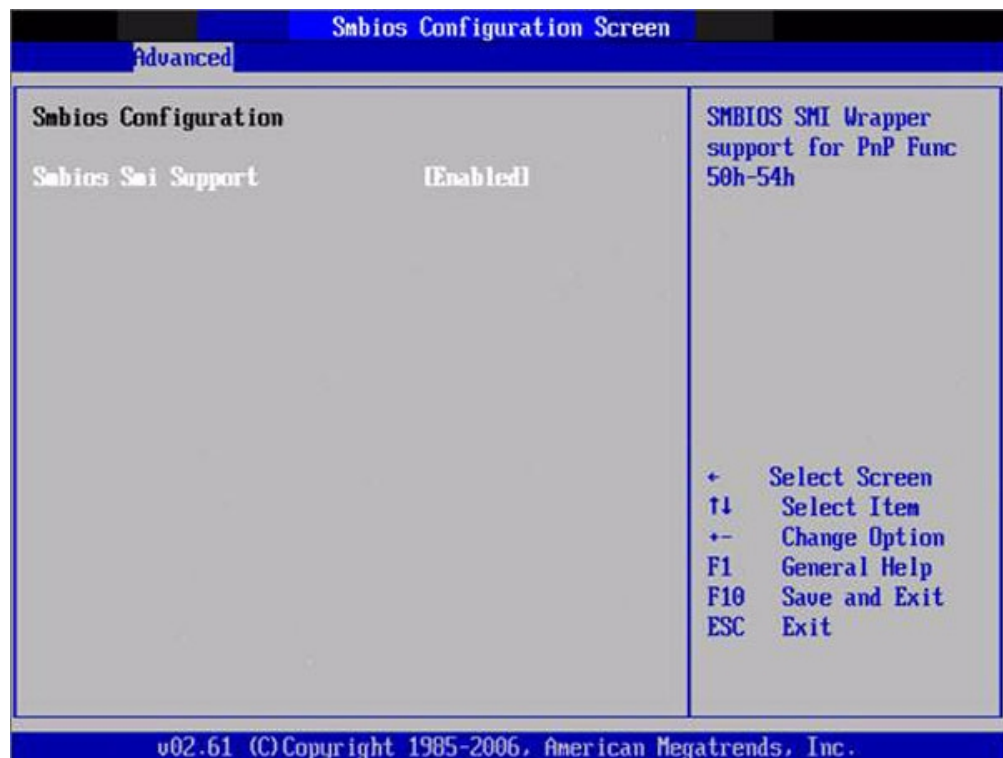 Smbios Configuration Screen
Advanced
Smbios Configuration
Smbios Smi Support [Enabled]
SMBIOS SMI Wrapper
support for PnP Func
50h-54h
← Select Screen
↑↓ Select Item
+- Change Option
F1 General Help
F10 Save and Exit
ESC Exit
v02.61 (C)Copyright 1985-2006, American Megatrends, Inc.